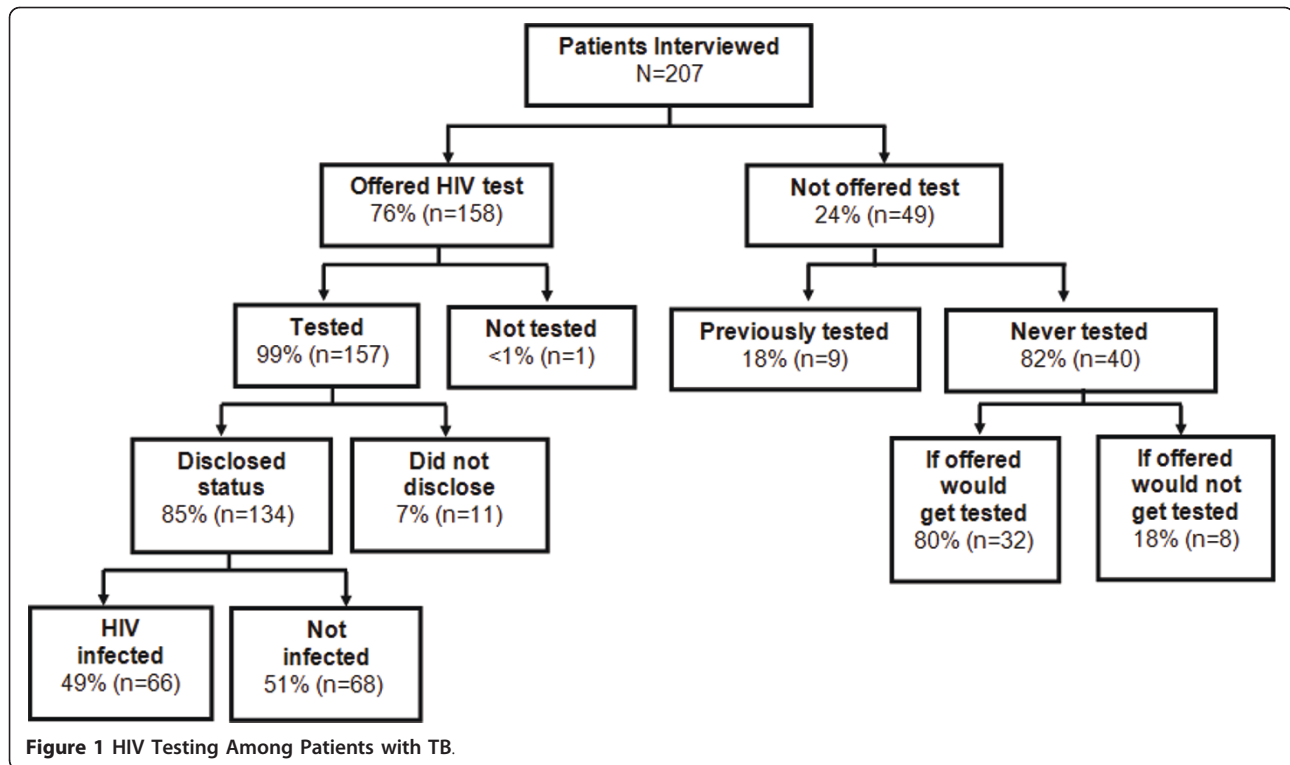 Patients Interviewed
N=207
Offered HIV test
76% (n=158)
Not offered test
24% (n=49)
Tested
99% (n=157)
Not tested
<1% (n=1)
Previously tested
18% (n=9)
Never tested
82% (n=40)
Disclosed
status
85% (n=134)
Did not
disclose
7% (n=11)
If offered
would
get tested
80% (n=32)
If offered
would not
get tested
18% (n=8)
HIV
infected
49% (n=66)
Not
infected
51% (n=68)
Figure 1 HIV Testing Among Patients with TB.